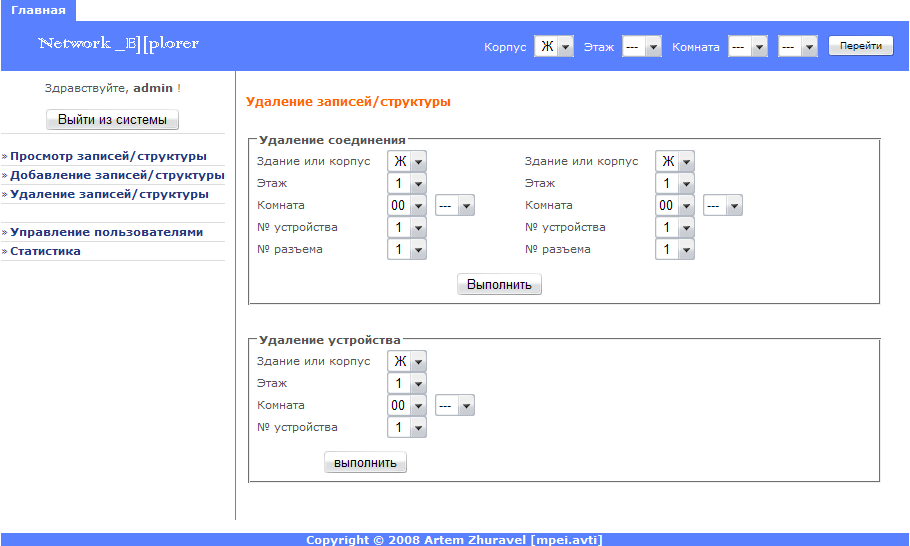 Главная
Network _E][plorer
Корпус Ж Этаж --- Комната --- --- Перейти
Здравствуйте, admin !
Выйти из системы
» Просмотр записей/структуры
» Добавление записей/структуры
» Удаление записей/структуры
» Управление пользователями
» Статистика
Удаление записей/структуры
Удаление соединения
Здание или корпус Ж Здание или корпус Ж
Этаж 1 Этаж 1
Комната 00 --- Комната 00 ---
№ устройства 1 № устройства 1
№ разъема 1 № разъема 1
Выполнить
Удаление устройства
Здание или корпус Ж
Этаж 1
Комната 00 ---
№ устройства 1
выполнить
Copyright © 2008 Artem Zhuravel [mpei.avti]